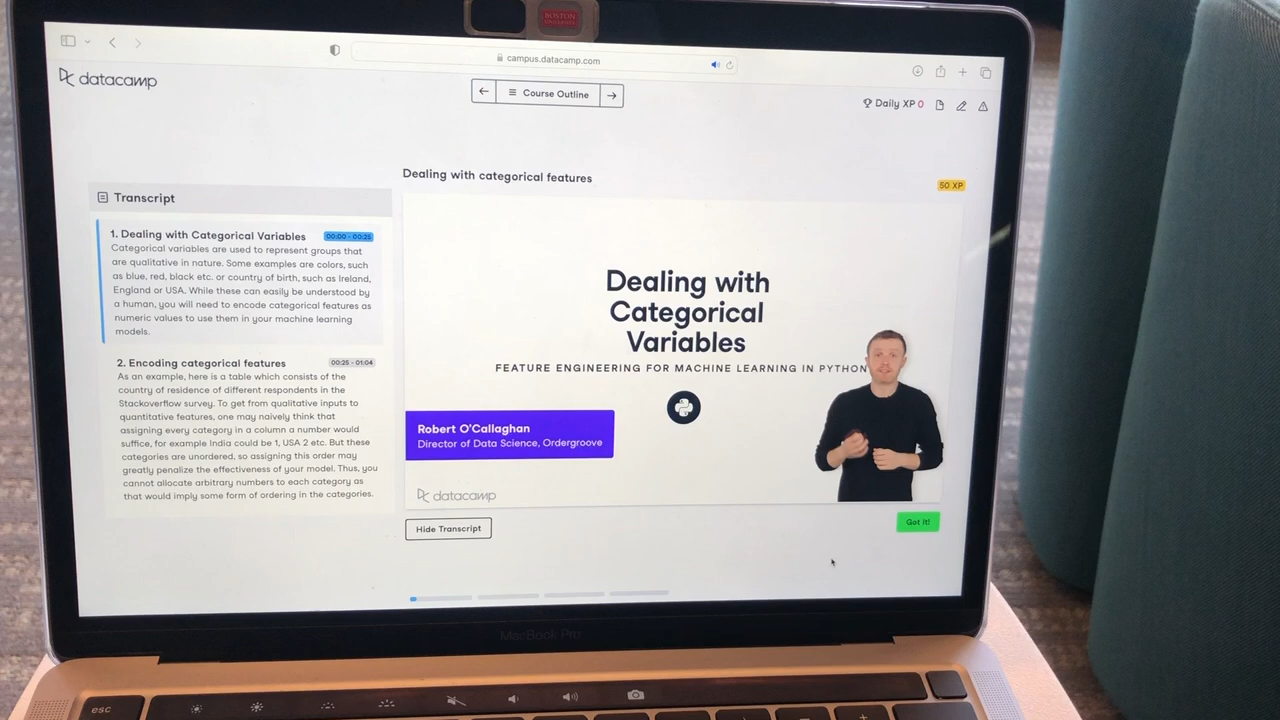 BOSTON
UNIVERSITY
campus.datacamp.com
datacamp
Course Outline
Daily XP 0
Dealing with categorical features
50 XP
Transcript
1. Dealing with Categorical Variables 00:00 - 00:25
Categorical variables are used to represent groups that
are qualitative in nature. Some examples are colors, such
as blue, red, black etc. or country of birth, such as Ireland,
England or USA. While these can easily be understood by
a human, you will need to encode categorical features as
numeric values to use them in your machine learning
models.
2. Encoding categorical features 00:25 - 01:04
As an example, here is a table which consists of the
country of residence of different respondents in the
Stackoverflow survey. To get from qualitative inputs to
quantitative features, one may naively think that
assigning every category in a column a number would
suffice, for example India could be 1, USA 2 etc. But these
categories are unordered, so assigning this order may
greatly penalize the effectiveness of your model. Thus, you
cannot allocate arbitrary numbers to each category as
that would imply some form of ordering in the categories.
Dealing with
Categorical
Variables
FEATURE ENGINEERING FOR MACHINE LEARNING IN PYTHON
Robert O'Callaghan
Director of Data Science, Ordergroove
datacamp
Hide Transcript
Got It!
MacBook Pro
esc